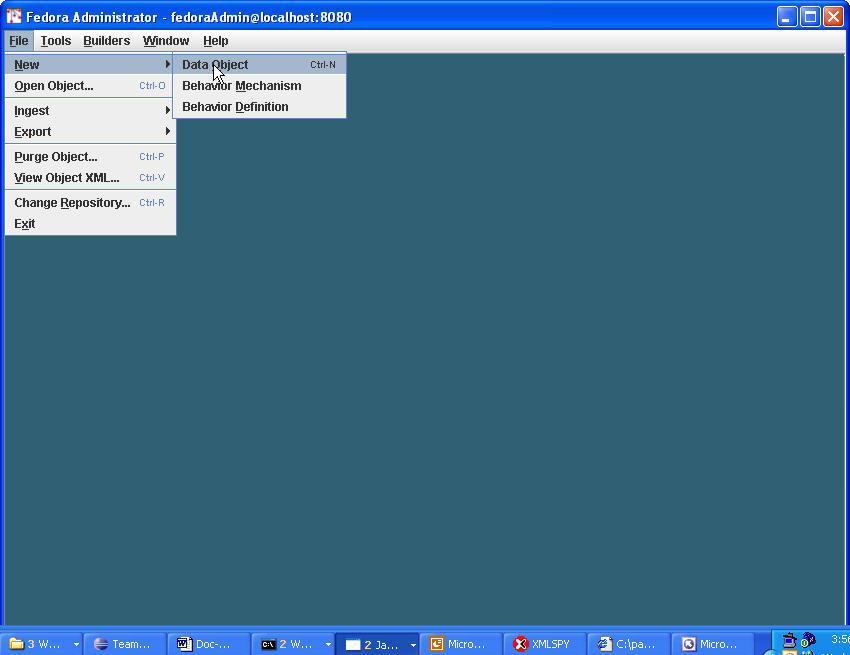 Fedora Administrator - fedoraAdmin@localhost:8080
File Tools Builders Window Help
New
Data Object Ctrl-N
Open Object... Ctrl-O
Behavior Mechanism
Ingest
Behavior Definition
Export
Purge Object... Ctrl-P
View Object XML... Ctrl-V
Change Repository... Ctrl-R
Exit
3 W... Team... Doc-... 2 W... 2 Ja... Micro... XMLSPY C:\pa... Micro...